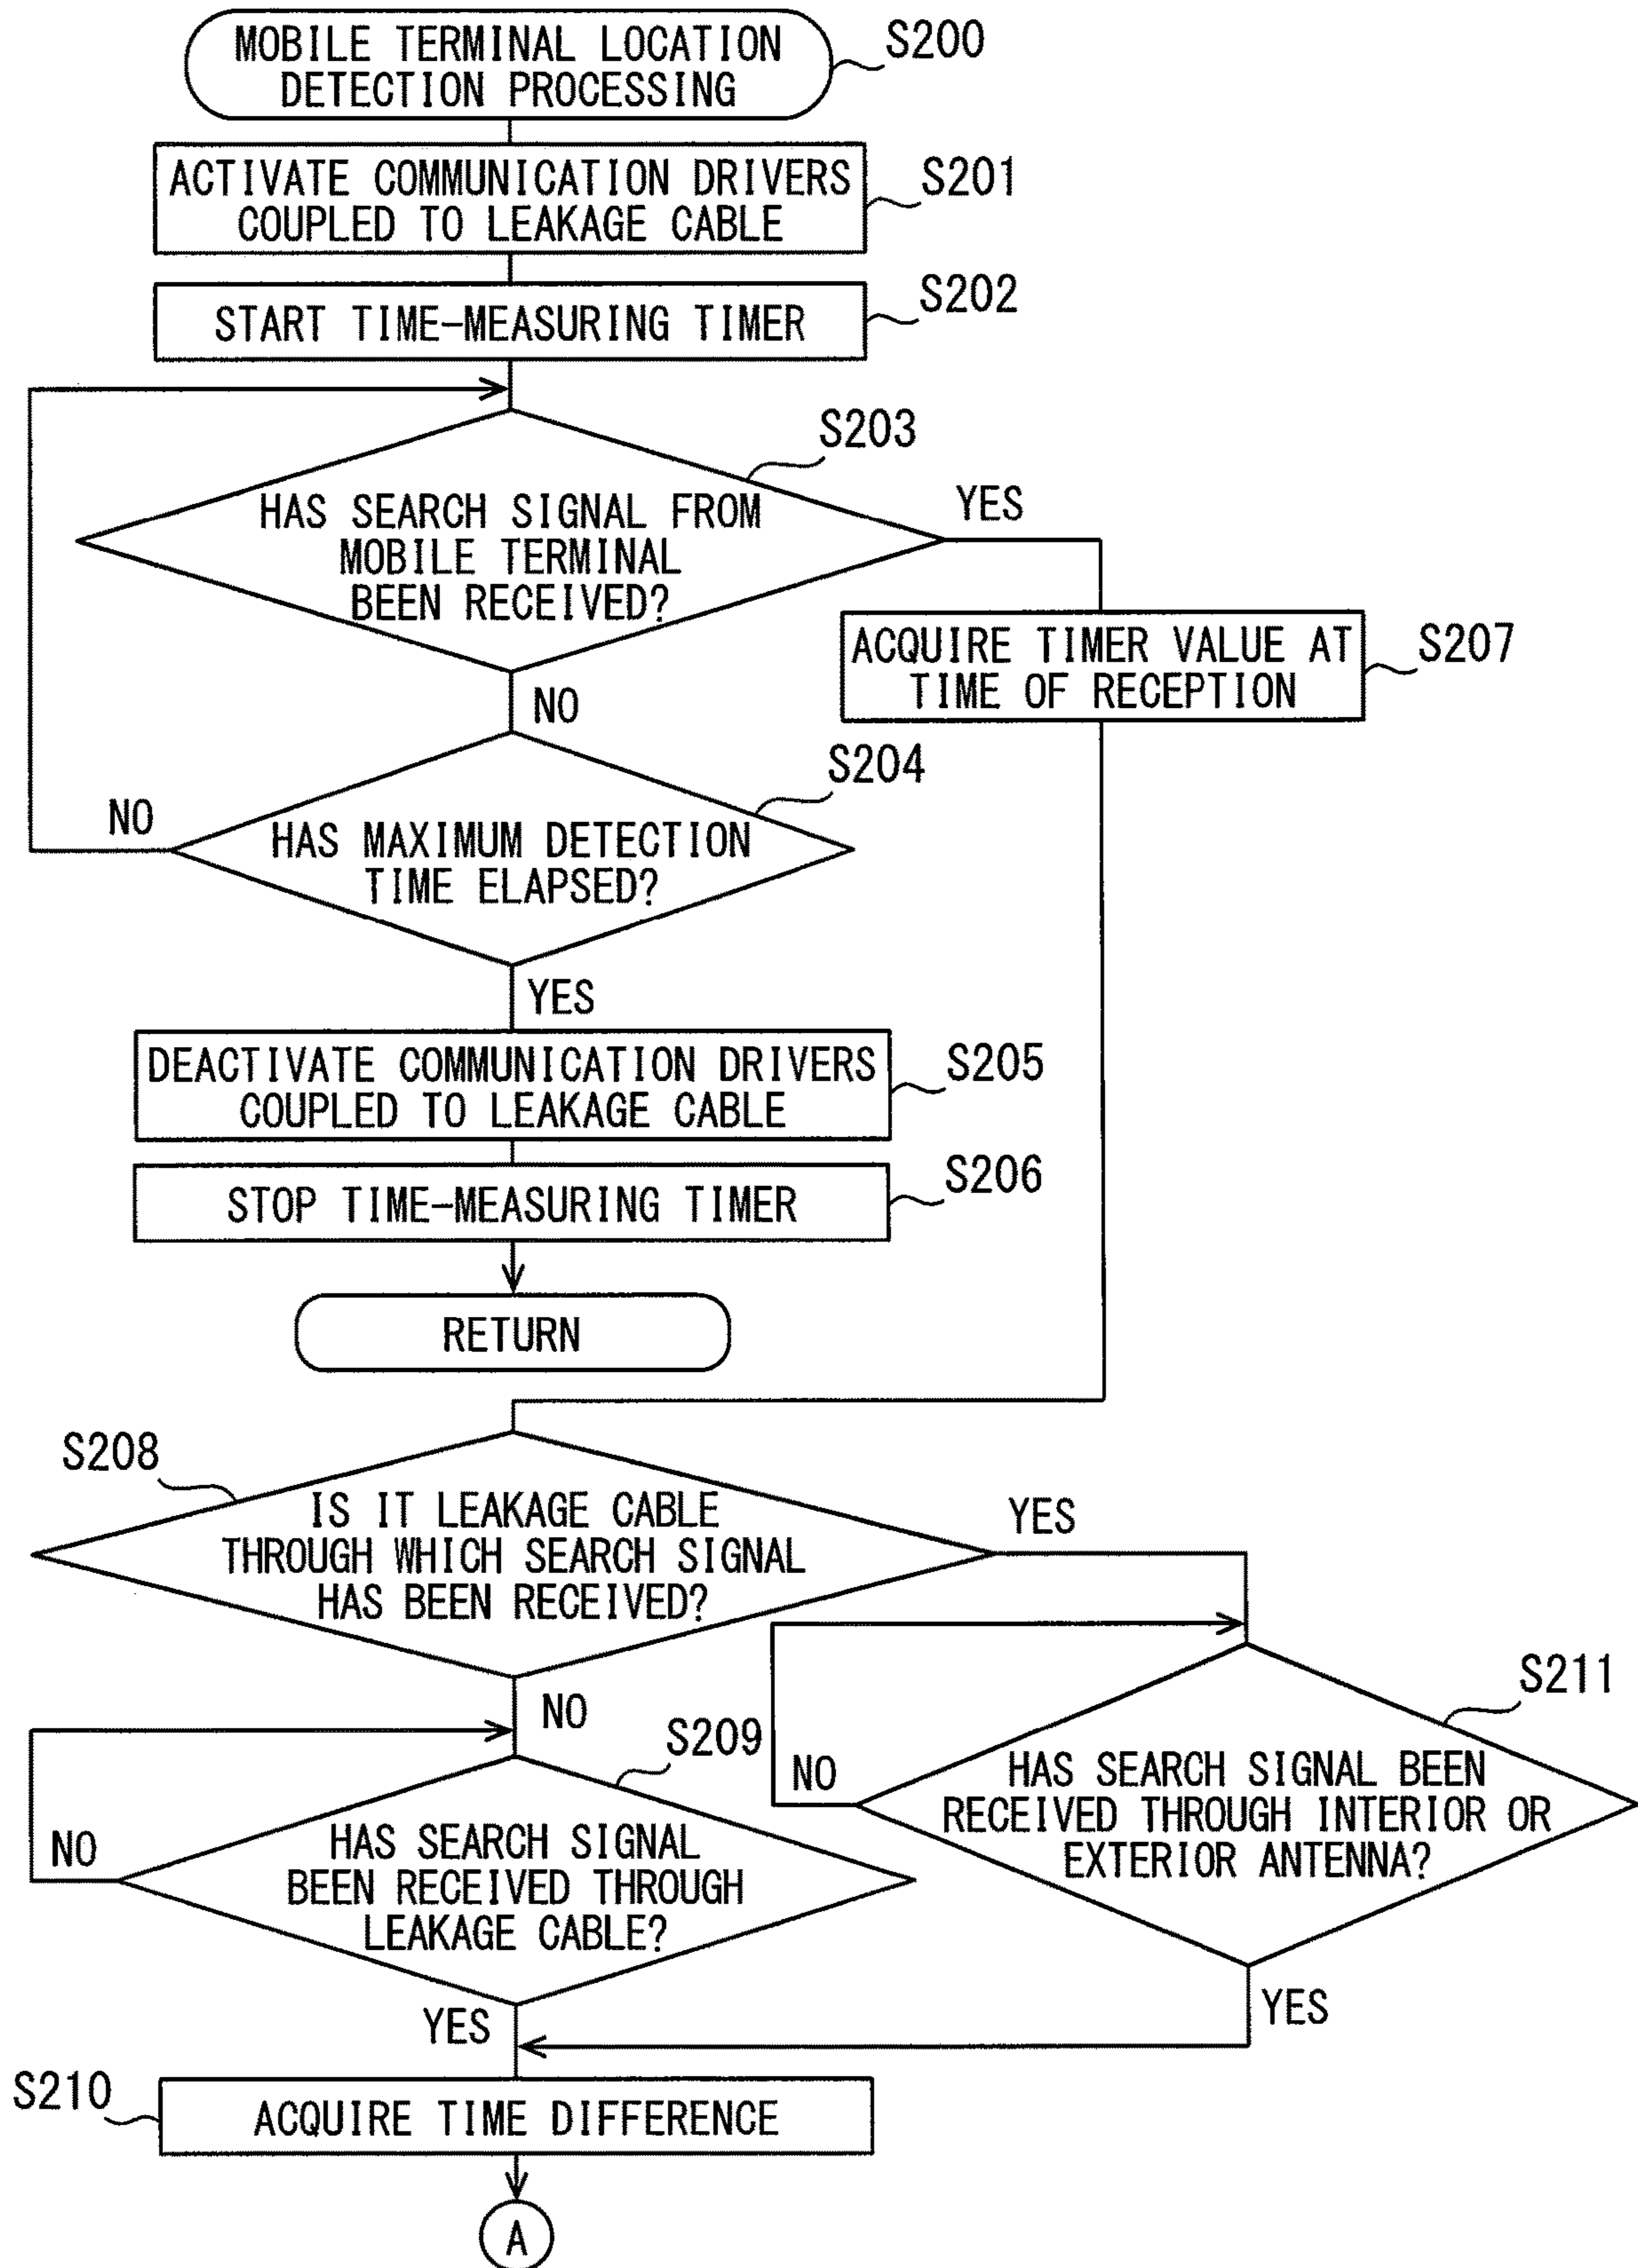 MOBILE TERMINAL LOCATION
DETECTION PROCESSING
S200
ACTIVATE COMMUNICATION DRIVERS
COUPLED TO LEAKAGE CABLE
S201
START TIME-MEASURING TIMER
S202
S203
HAS SEARCH SIGNAL FROM
MOBILE TERMINAL
BEEN RECEIVED?
YES
NO
ACQUIRE TIMER VALUE AT
TIME OF RECEPTION
S207
S204
NO
HAS MAXIMUM DETECTION
TIME ELAPSED?
YES
DEACTIVATE COMMUNICATION DRIVERS
COUPLED TO LEAKAGE CABLE
S205
STOP TIME-MEASURING TIMER
S206
RETURN
S208
IS IT LEAKAGE CABLE
THROUGH WHICH SEARCH SIGNAL
HAS BEEN RECEIVED?
YES
NO
S209
NO
HAS SEARCH SIGNAL
BEEN RECEIVED THROUGH
LEAKAGE CABLE?
YES
S211
NO
HAS SEARCH SIGNAL BEEN
RECEIVED THROUGH INTERIOR OR
EXTERIOR ANTENNA?
YES
S210
ACQUIRE TIME DIFFERENCE
A